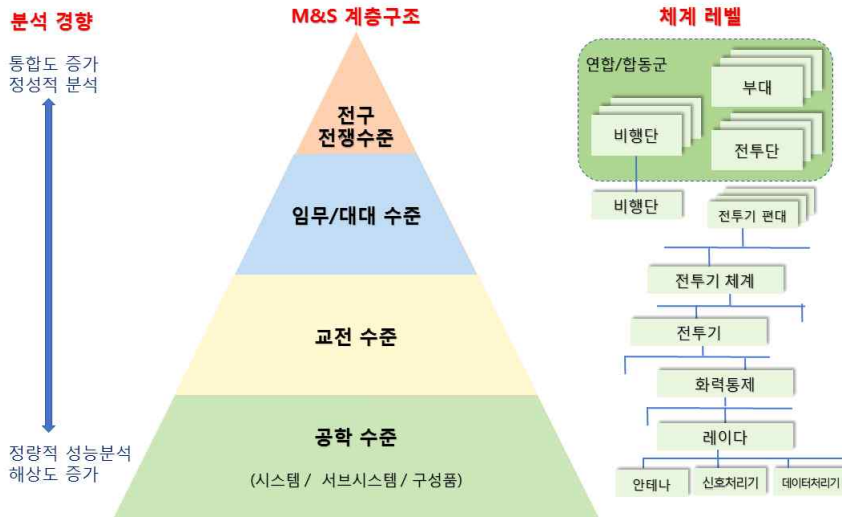 분석 경향
M&S 계층구조
체계 레벨
통합도 증가
정성적 분석
정량적 성능분석
해상도 증가
전구
전쟁수준
임무/대대 수준
교전 수준
공학 수준
(시스템 / 서브시스템 / 구성품)
연합/합동군
부대
비행단
전투단
비행단
전투기 편대
전투기 체계
전투기
화력통제
레이다
안테나
신호처리기
데이터처리기